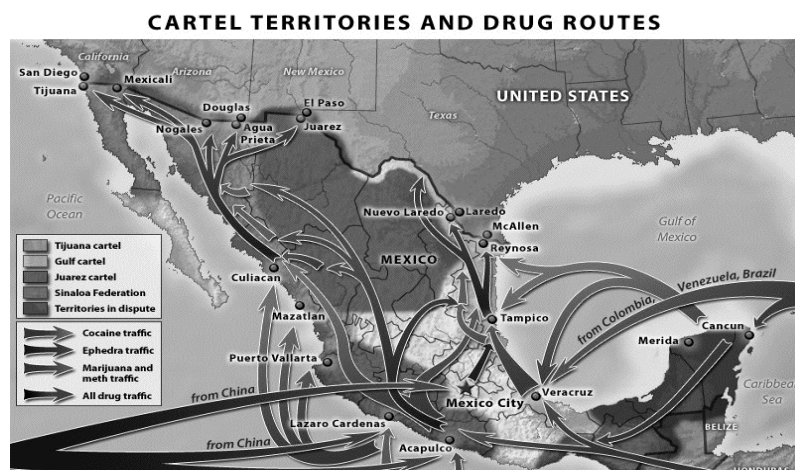 CARTEL TERRITORIES AND DRUG ROUTES
California
San Diego
Tijuana
Mexicali
Arizona
New Mexico
Douglas
El Paso
Nogales
Agua
Prieta
Juarez
Texas
UNITED STATES
Pacific
Ocean
Nuevo Laredo
Laredo
McAllen
Reynosa
Gulf of
Mexico
MEXICO
Tijuana cartel
Gulf cartel
Juarez cartel
Sinaloa Federation
Territories in dispute
Culiacan
Mazatlan
Tampico
from Colombia, Venezuela, Brazil
Cancun
Merida
Cocaine traffic
Ephedra traffic
Marijuana and
meth traffic
All drug traffic
Puerto Vallarta
from China
Mexico City
Veracruz
Caribbean
Sea
Lazaro Cardenas
from China
Acapulco
BELIZE
HONDURAS